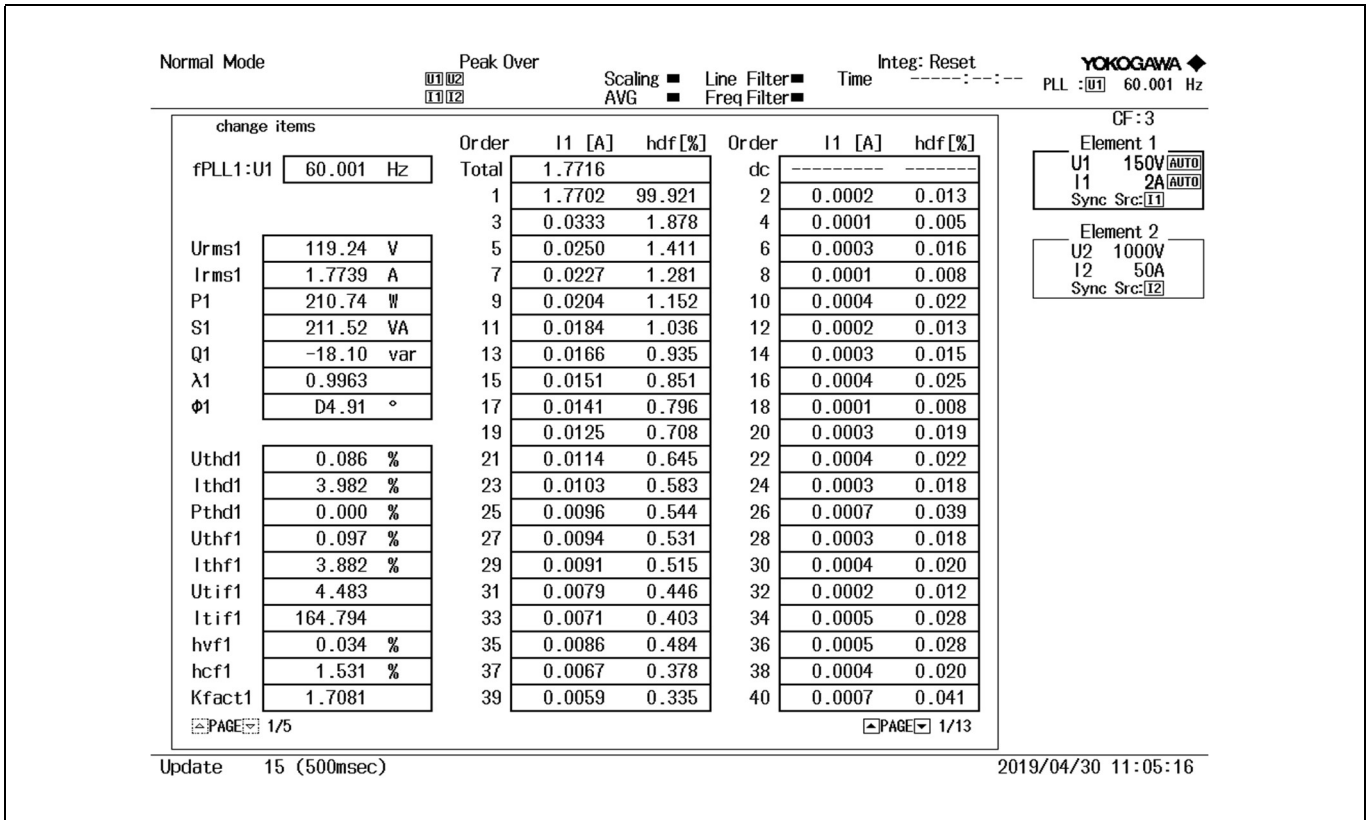 Normal Mode Peak Over Integ: Reset YOKOGAWA
U1 U2 Scaling Line Filter Time -----:--:-- PLL :U1 60.001 Hz
I1 I2 AVG Freq Filter
CF:3
change items
Order I1 [A] hdf[%] Order I1 [A] hdf[%] Element 1
fPLL1:U1 60.001 Hz Total 1.7716 dc --------- ------- U1 150V AUTO
I1 2A AUTO
1 1.7702 99.921 2 0.0002 0.013 Sync Src:I1
3 0.0333 1.878 4 0.0001 0.005
Element 2
Urms1 119.24 V 5 0.0250 1.411 6 0.0003 0.016 U2 1000V
Irms1 1.7739 A 7 0.0227 1.281 8 0.0001 0.008 I2 50A
Sync Src:I2
P1 210.74 W 9 0.0204 1.152 10 0.0004 0.022
S1 211.52 VA 11 0.0184 1.036 12 0.0002 0.013
Q1 -18.10 var 13 0.0166 0.935 14 0.0003 0.015
λ1 0.9963 15 0.0151 0.851 16 0.0004 0.025
Φ1 D4.91 ° 17 0.0141 0.796 18 0.0001 0.008
19 0.0125 0.708 20 0.0003 0.019
Uthd1 0.086 % 21 0.0114 0.645 22 0.0004 0.022
Ithd1 3.982 % 23 0.0103 0.583 24 0.0003 0.018
Pthd1 0.000 % 25 0.0096 0.544 26 0.0007 0.039
Uthf1 0.097 % 27 0.0094 0.531 28 0.0003 0.018
Ithf1 3.882 % 29 0.0091 0.515 30 0.0004 0.020
Utif1 4.483 31 0.0079 0.446 32 0.0002 0.012
Itif1 164.794 33 0.0071 0.403 34 0.0005 0.028
hvf1 0.034 % 35 0.0086 0.484 36 0.0005 0.028
hcf1 1.531 % 37 0.0067 0.378 38 0.0004 0.020
Kfact1 1.7081 39 0.0059 0.335 40 0.0007 0.041
PAGE 1/5 PAGE 1/13
Update 15 (500msec) 2019/04/30 11:05:16